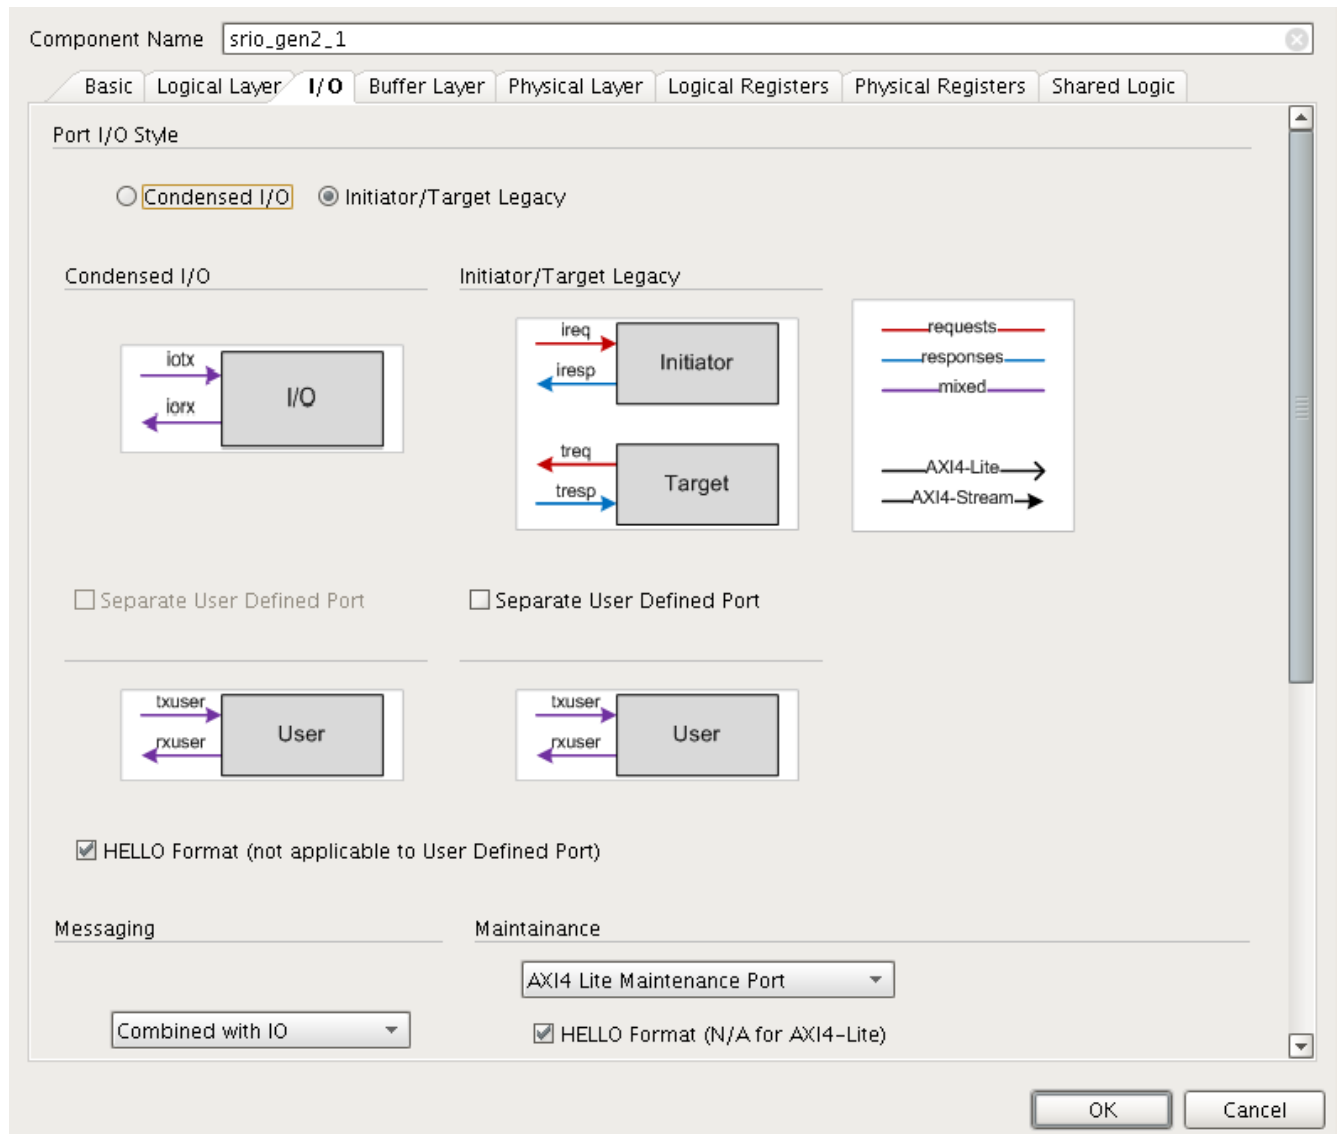 Component Name srio_gen2_1
Basic Logical Layer I/O Buffer Layer Physical Layer Logical Registers Physical Registers Shared Logic
Port I/O Style
Condensed I/O Initiator/Target Legacy
Condensed I/O Initiator/Target Legacy
iotx
iorx
I/O
ireq
iresp
Initiator
treq
tresp
Target
requests
responses
mixed
AXI4-Lite
AXI4-Stream
Separate User Defined Port Separate User Defined Port
txuser
rxuser
User
txuser
rxuser
User
HELLO Format (not applicable to User Defined Port)
Messaging Maintainance
AXI4 Lite Maintenance Port
Combined with IO HELLO Format (N/A for AXI4-Lite)
OK Cancel